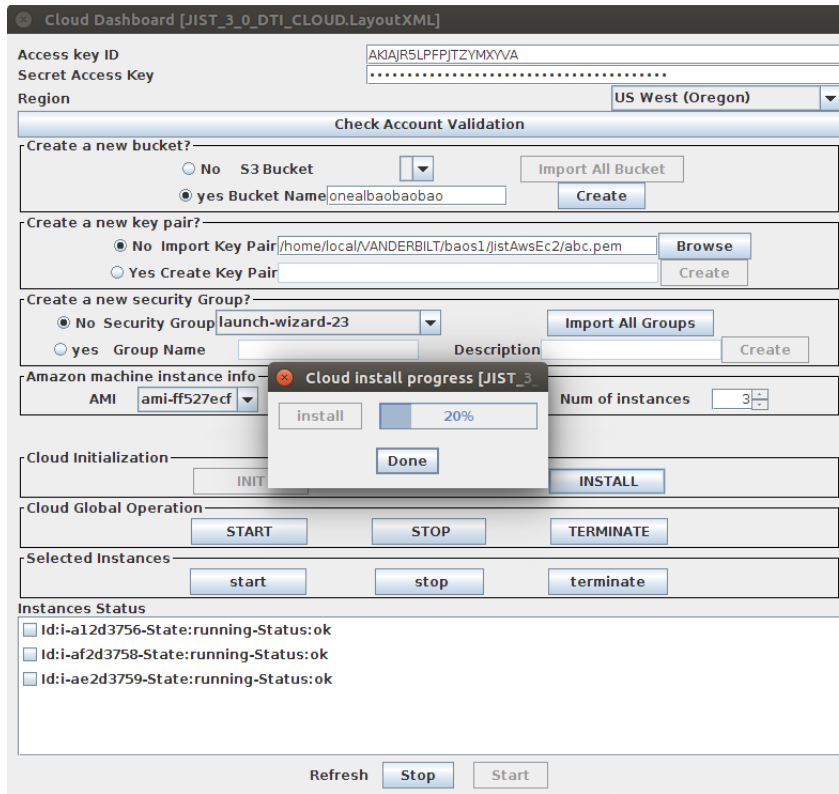 Cloud Dashboard [JIST_3_0_DTI_CLOUD.LayoutXML]
Access key ID AKIAJR5LPFPJTZYMXYVA
Secret Access Key ••••••••••••••••••••••••••••••••••••••••
Region US West (Oregon)
Check Account Validation
Create a new bucket?
No S3 Bucket Import All Bucket
yes Bucket Name onealbaobaobao Create
Create a new key pair?
No Import Key Pair /home/local/VANDERBILT/baos1/JistAwsEc2/abc.pem Browse
Yes Create Key Pair Create
Create a new security Group?
No Security Group launch-wizard-23 Import All Groups
yes Group Name Description Create
Amazon machine instance info
AMI ami-ff527ecf Num of instances 3
Cloud install progress [JIST_3_
install 20%
Done
Cloud Initialization
INIT INSTALL
Cloud Global Operation
START STOP TERMINATE
Selected Instances
start stop terminate
Instances Status
Id:i-a12d3756-State:running-Status:ok
Id:i-af2d3758-State:running-Status:ok
Id:i-ae2d3759-State:running-Status:ok
Refresh Stop Start